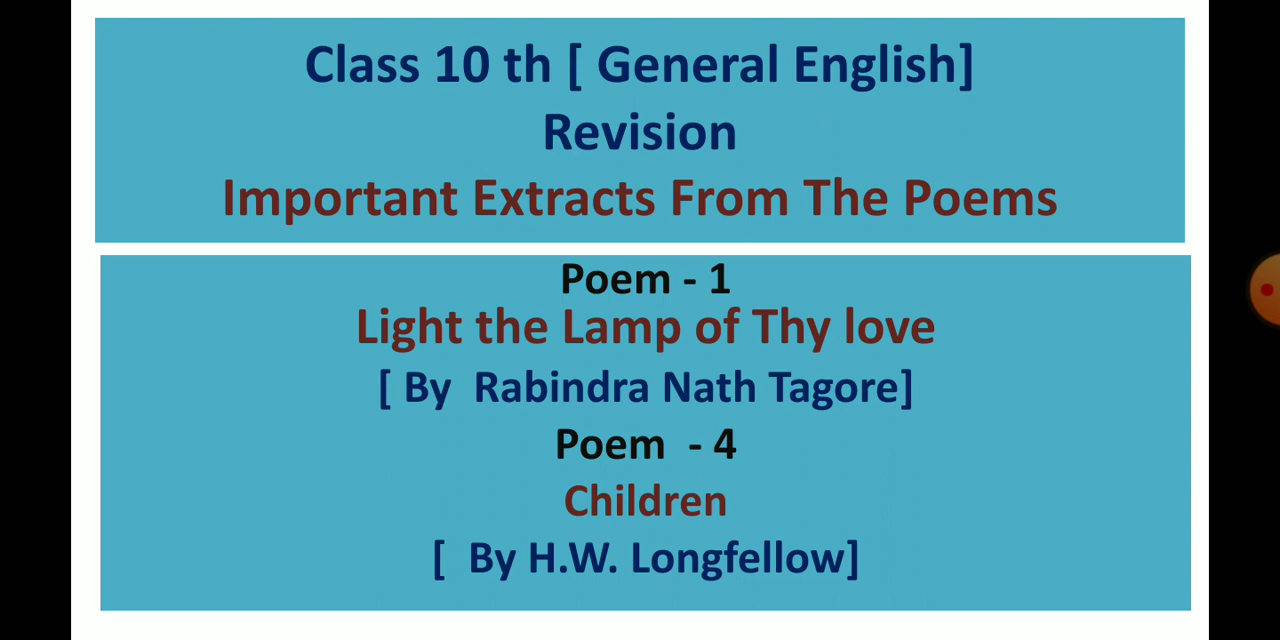 Class 10 th [ General English]
Revision
Important Extracts From The Poems
Poem - 1
Light the Lamp of Thy love
[ By Rabindra Nath Tagore]
Poem - 4
Children
[ By H.W. Longfellow]